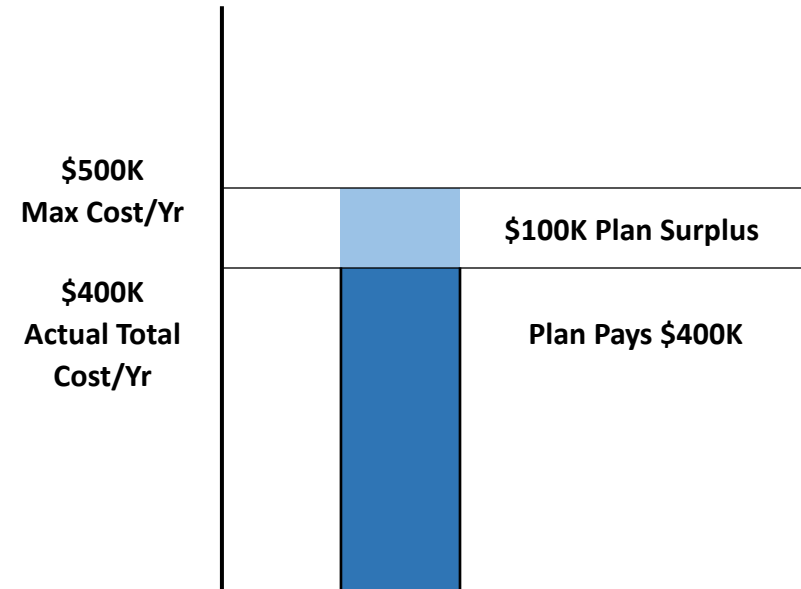 $500K
Max Cost/Yr
$100K Plan Surplus
$400K
Actual Total
Cost/Yr
Plan Pays $400K